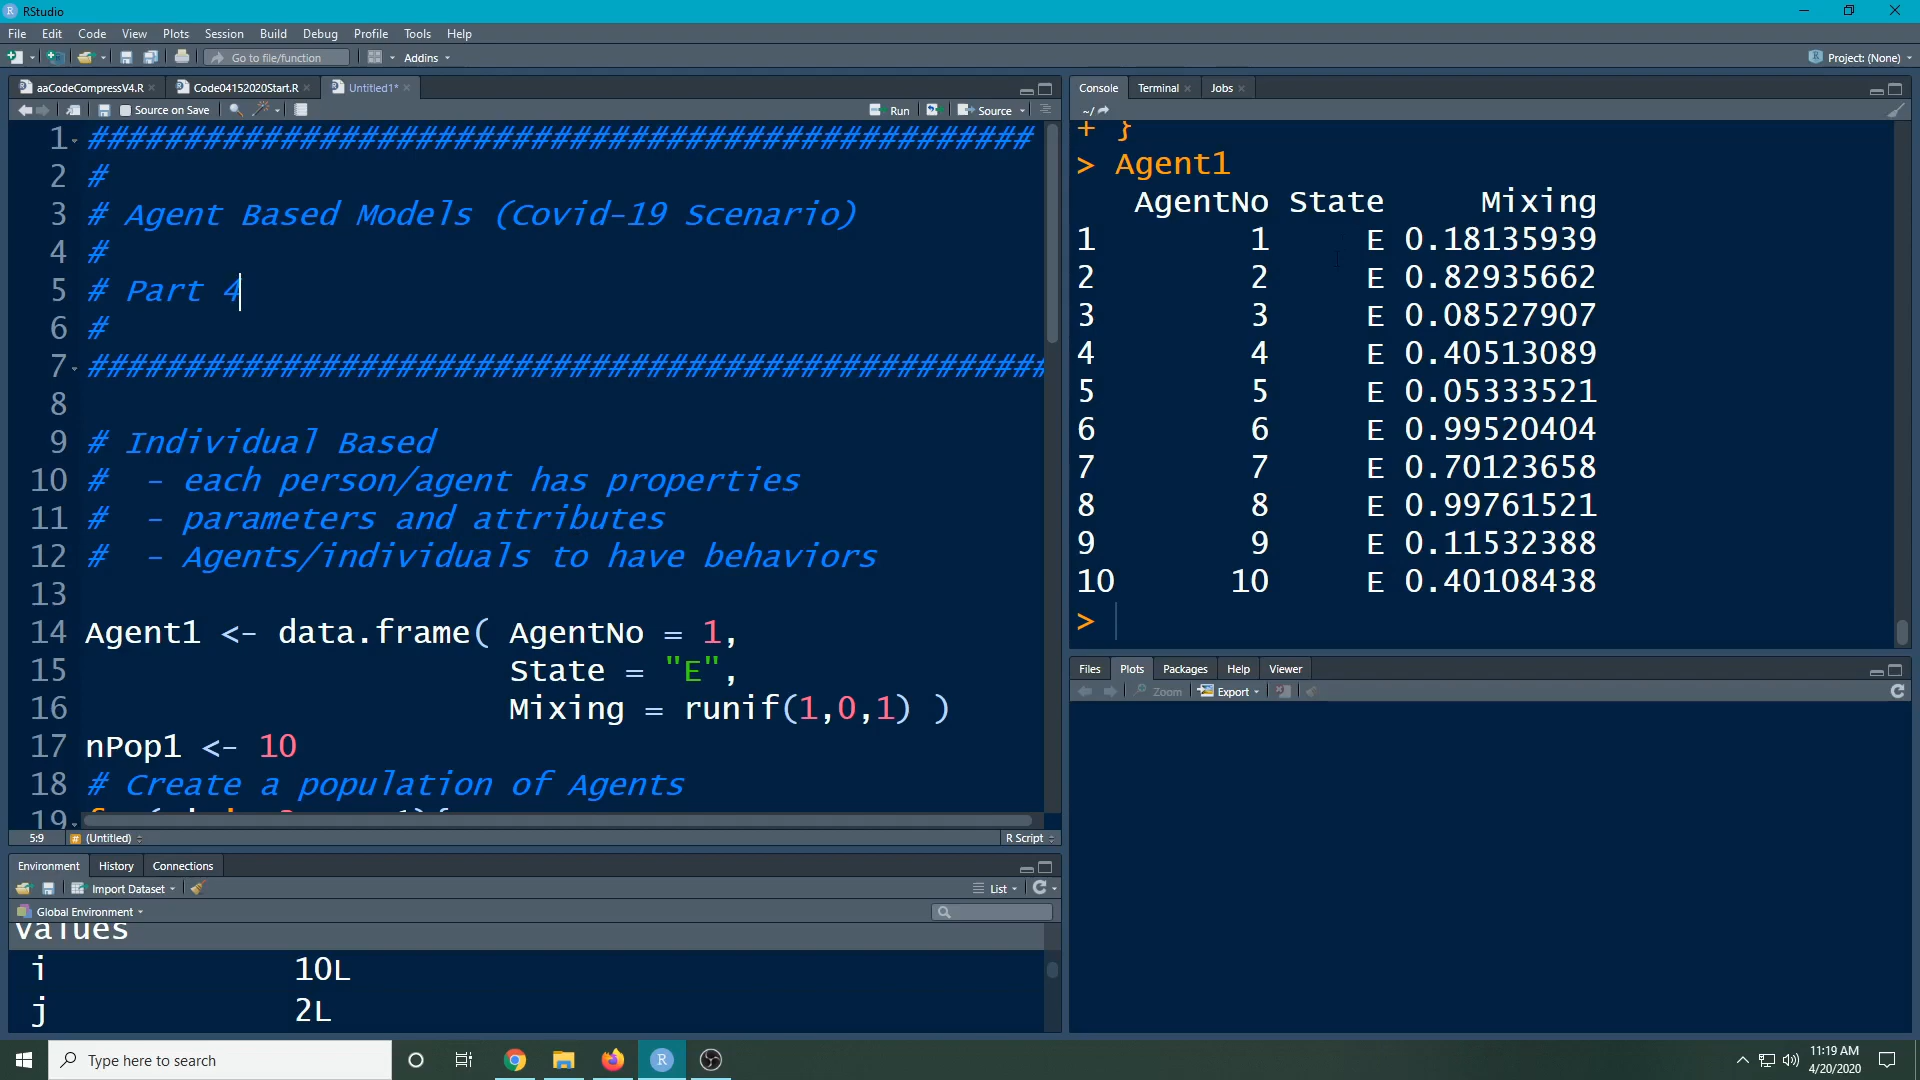 RStudio
File Edit Code View Plots Session Build Debug Profile Tools Help
Go to file/function Addins Project: (None)
aaCodeCompressV4.R Code04152020Start.R Untitled1*
Source on Save Run Source
1 #################################################
2 #
3 # Agent Based Models (Covid-19 Scenario)
4 #
5 # Part 4
6 #
7 ##################################################
8
9 # Individual Based
10 # - each person/agent has properties
11 # - parameters and attributes
12 # - Agents/individuals to have behaviors
13
14 Agent1 <- data.frame( AgentNo = 1,
15 State = "E",
16 Mixing = runif(1,0,1) )
17 nPop1 <- 10
18 # Create a population of Agents
19
5:9 (Untitled) R Script
Environment History Connections
Import Dataset List
Global Environment
Values
i 10L
j 2L
Console Terminal Jobs
~/
+ }
> Agent1
AgentNo State Mixing
1 1 E 0.18135939
2 2 E 0.82935662
3 3 E 0.08527907
4 4 E 0.40513089
5 5 E 0.05333521
6 6 E 0.99520404
7 7 E 0.70123658
8 8 E 0.99761521
9 9 E 0.11532388
10 10 E 0.40108438
>
Files Plots Packages Help Viewer
Zoom Export
Type here to search
11:19 AM
4/20/2020